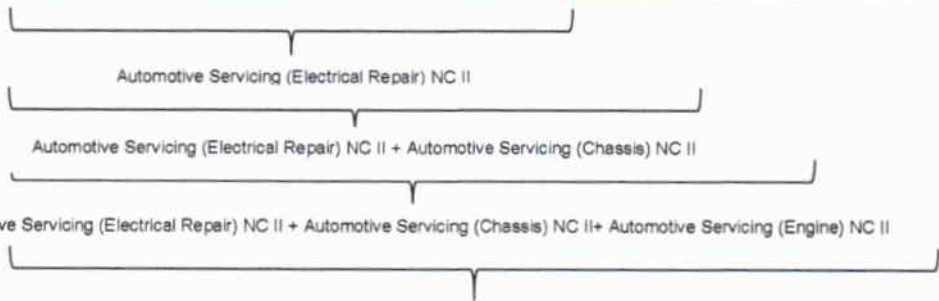 Automotive Servicing (Electrical Repair) NC II
Automotive Servicing (Electrical Repair) NC II + Automotive Servicing (Chassis) NC II
ve Servicing (Electrical Repair) NC II + Automotive Servicing (Chassis) NC II+ Automotive Servicing (Engine) NC II